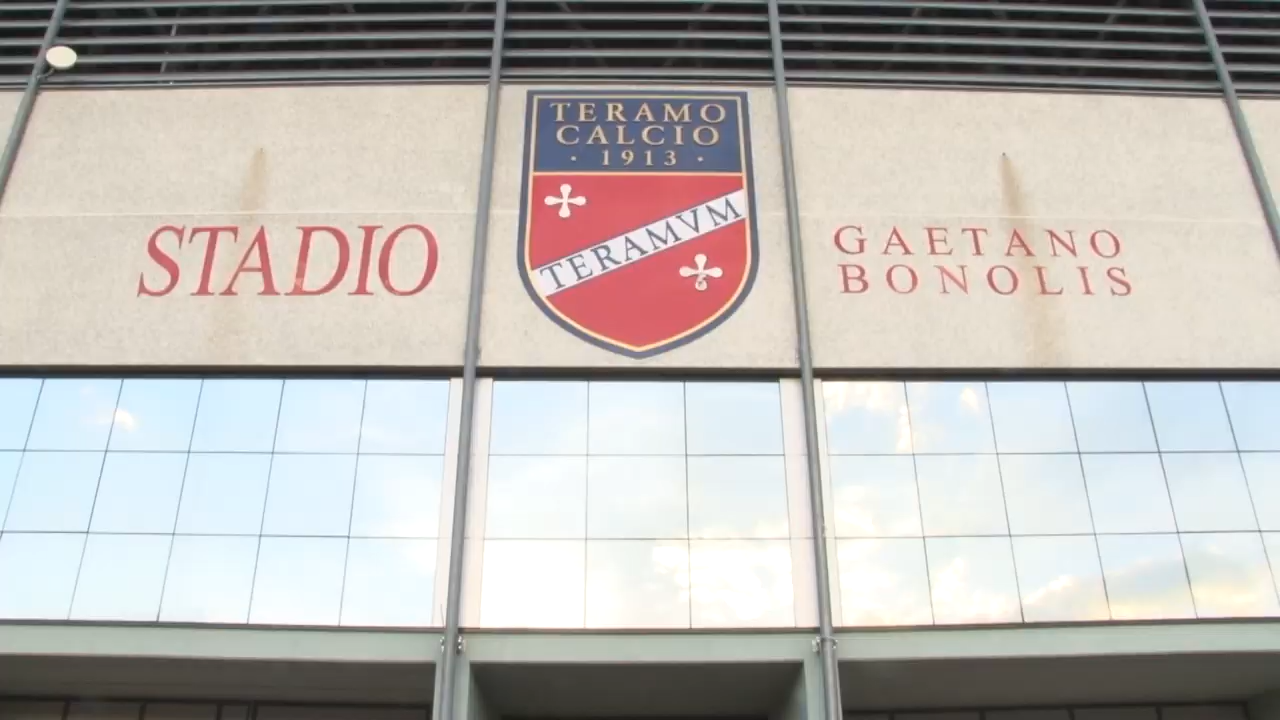 STADIO
TERAMO
CALCIO
· 1913 ·
TERAMVM
GAETANO
BONOLIS